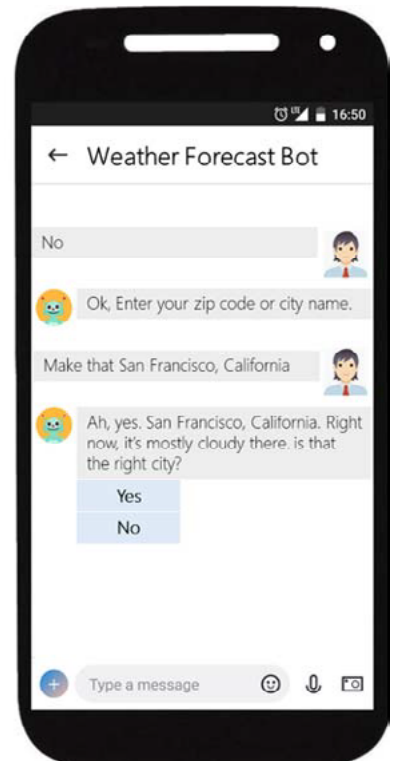 LTE 16:50
← Weather Forecast Bot
No
Ok, Enter your zip code or city name.
Make that San Francisco, California
Ah, yes. San Francisco, California. Right
now, it's mostly cloudy there. is that
the right city?
Yes
No
Type a message